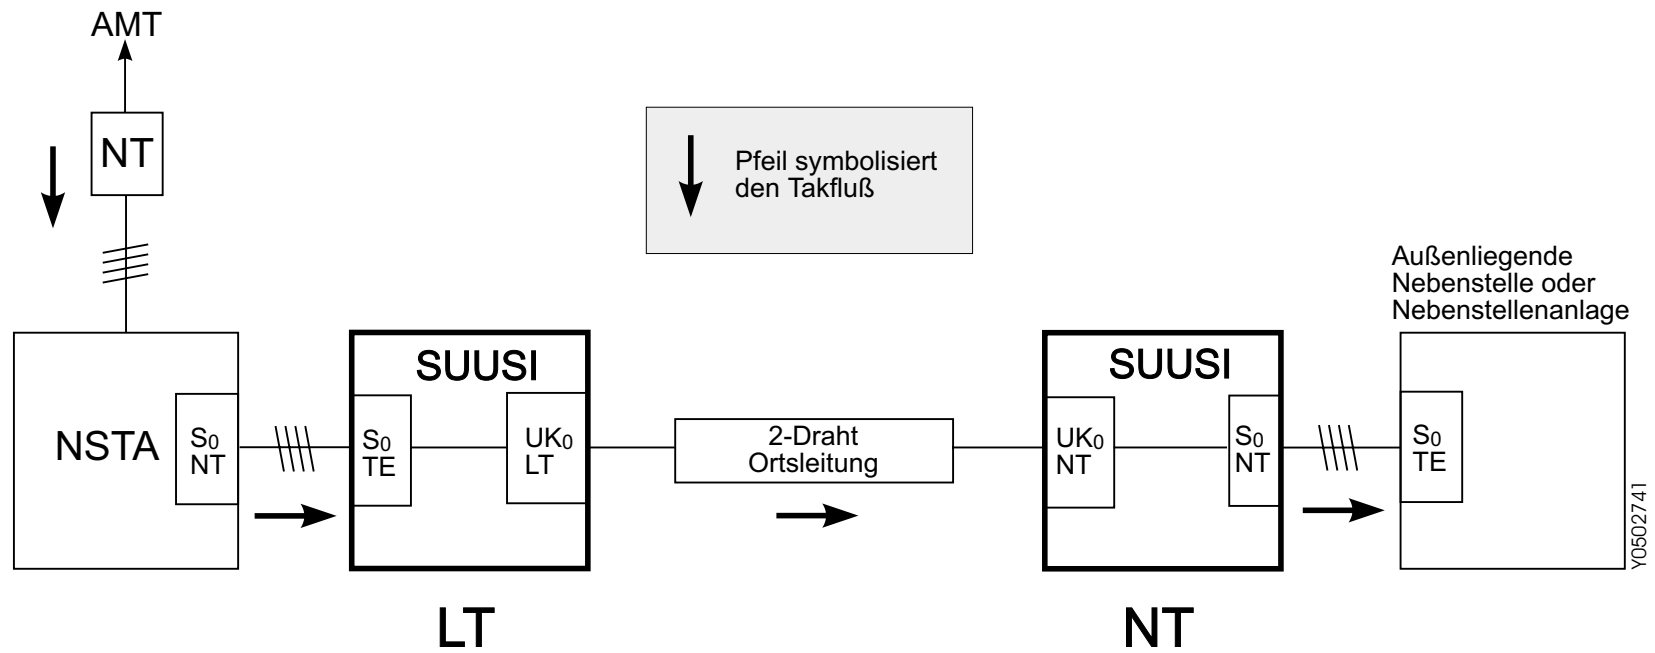 AMT
NT
Pfeil symbolisiert
den Takfluß
Außenliegende
Nebenstelle oder
Nebenstellenanlage
NSTA
S0
NT
SUUSI
S0
TE
UK0
LT
2-Draht
Ortsleitung
SUUSI
UK0
NT
S0
NT
S0
TE
Y0502741
LT
NT